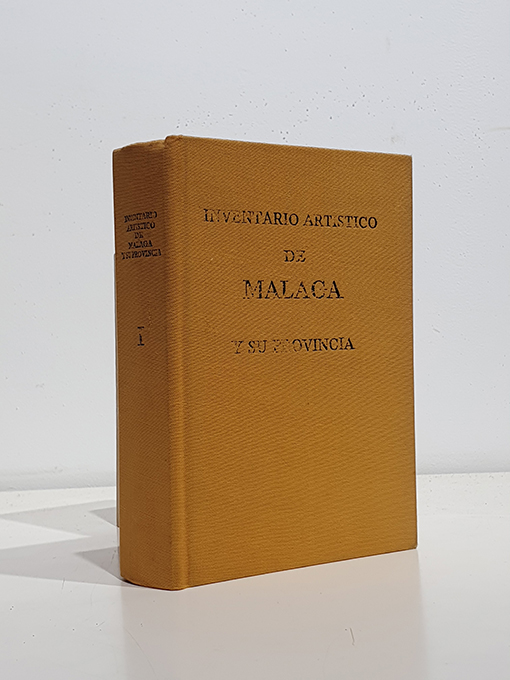 INVENTARIO
ARTISTICO
DE
MALAGA
Y SU PROVINCIA
I
INVENTARIO ARTISTICO
DE
MALAGA
Y SU PROVINCIA